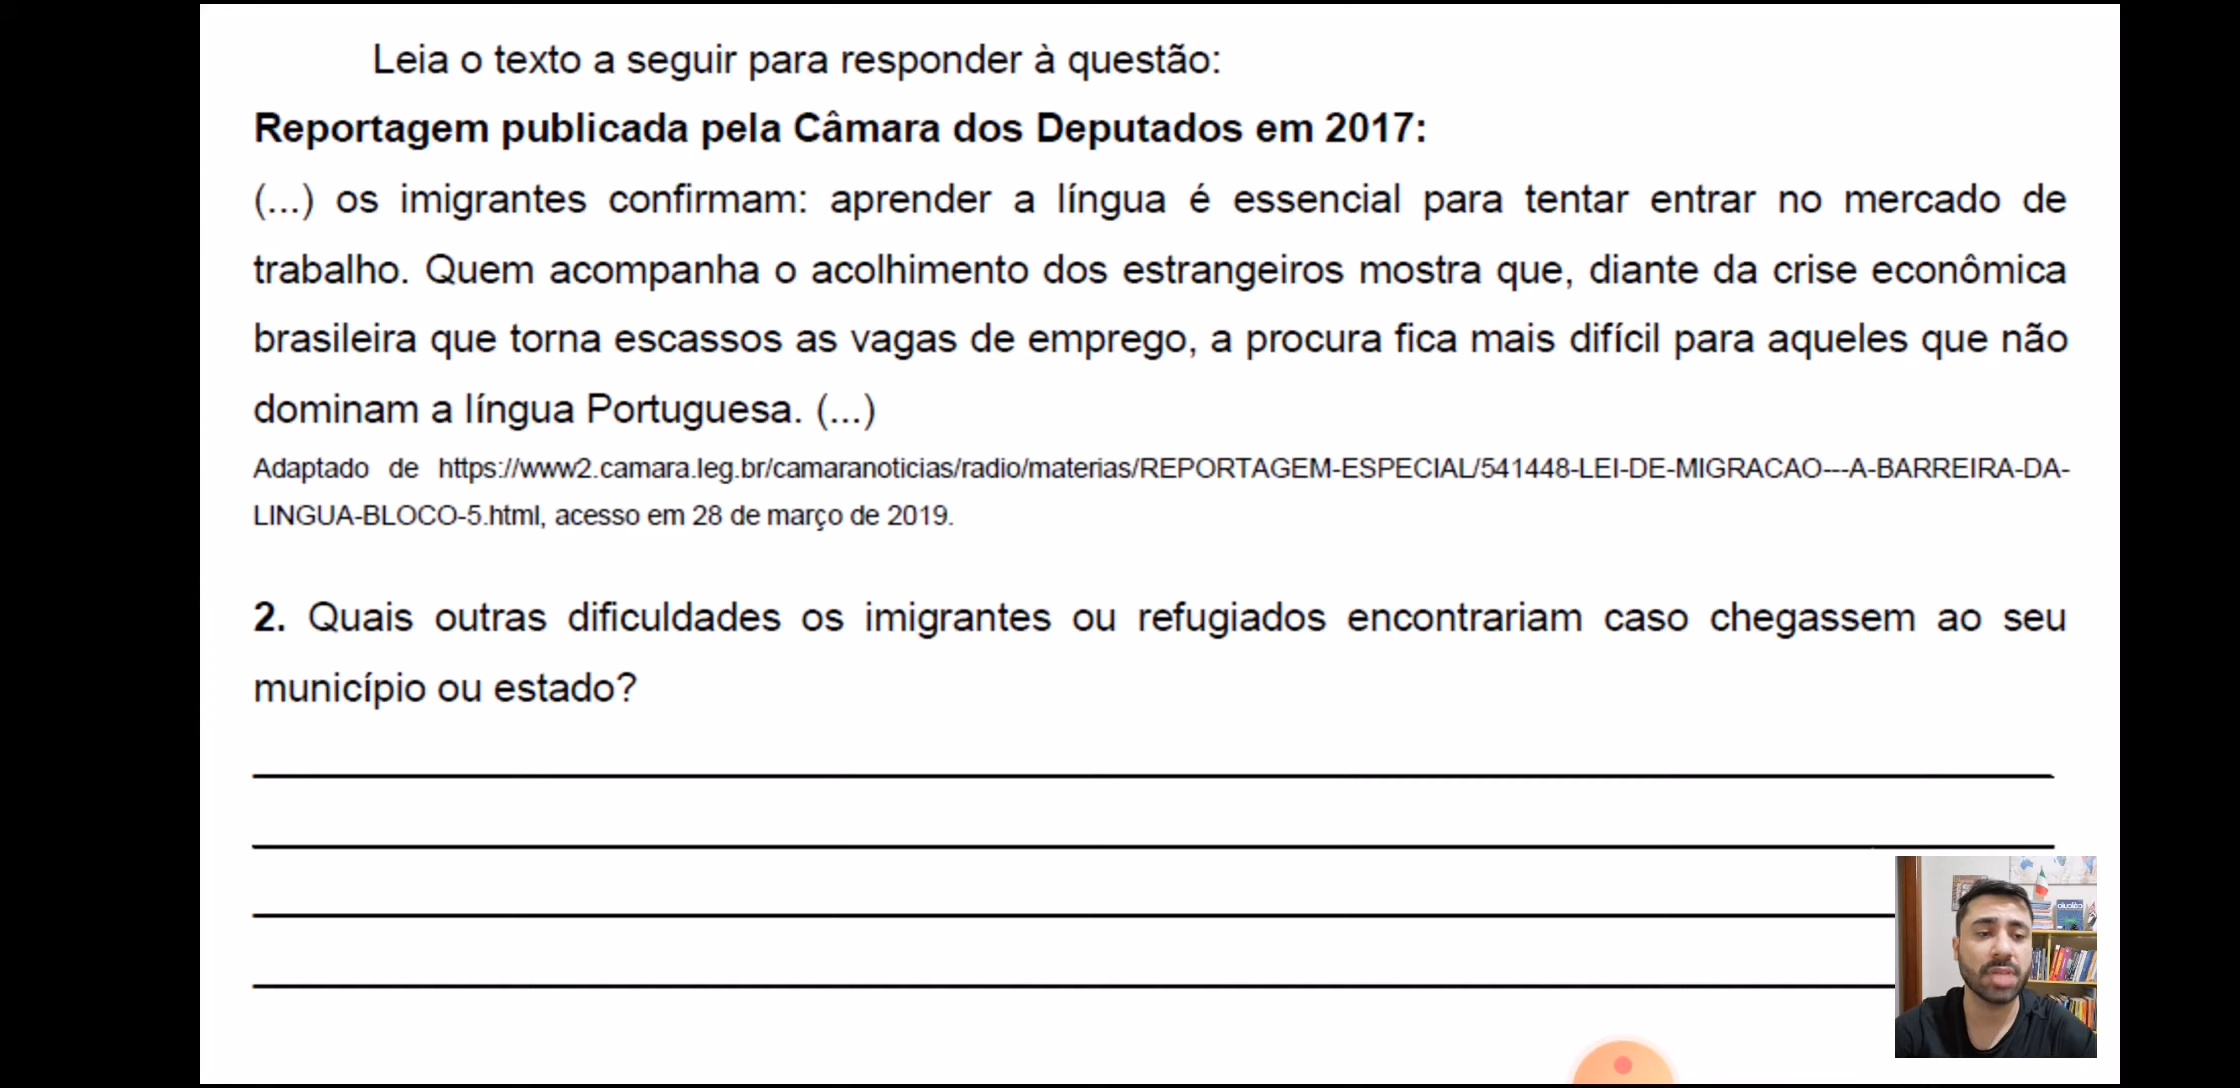 Leia o texto a seguir para responder à questão:
Reportagem publicada pela Câmara dos Deputados em 2017:
(...) os imigrantes confirmam: aprender a língua é essencial para tentar entrar no mercado de
trabalho. Quem acompanha o acolhimento dos estrangeiros mostra que, diante da crise econômica
brasileira que torna escassos as vagas de emprego, a procura fica mais difícil para aqueles que não
dominam a língua Portuguesa. (...)
Adaptado de https://www2.camara.leg.br/camaranoticias/radio/materias/REPORTAGEM-ESPECIAL/541448-LEI-DE-MIGRACAO---A-BARREIRA-DA-
LINGUA-BLOCO-5.html, acesso em 28 de março de 2019.
2. Quais outras dificuldades os imigrantes ou refugiados encontrariam caso chegassem ao seu
município ou estado?